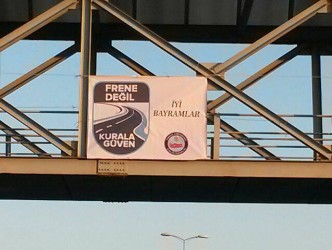 FRENE
DEĞİL
KURALA
GÜVEN
İYİ
BAYRAMLAR